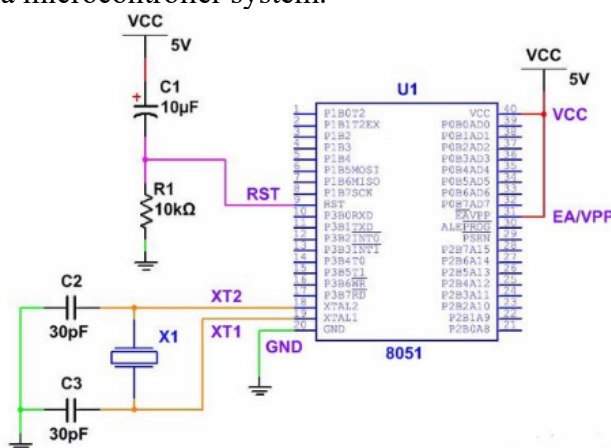 a microcontroller system.
VCC
5V
C1
10µF
R1
10kΩ
RST
C2
30pF
XT2
X1
XT1
C3
30pF
GND
U1
VCC
5V
VCC
EA/VPP
8051
1 P1B0T2
2 P1B1T2EX
3 P1B2
4 P1B3
5 P1B4
6 P1B5MOSI
7 P1B6MISO
8 P1B7SCK
9 RST
10 P3B0RXD
11 P3B1TXD
12 P3B2INT0
13 P3B3INT1
14 P3B4T0
15 P3B5T1
16 P3B6WR
17 P3B7RD
18 XTAL2
19 XTAL1
20 GND
VCC 40
P0B0AD0 39
P0B1AD1 38
P0B2AD2 37
P0B3AD3 36
P0B4AD4 35
P0B5AD5 34
P0B6AD6 33
P0B7AD7 32
EAVPP 31
ALEPROG 30
PSEN 29
P2B7A15 28
P2B6A14 27
P2B5A13 26
P2B4A12 25
P2B3A11 24
P2B2A10 23
P2B1A9 22
P2B0A8 21